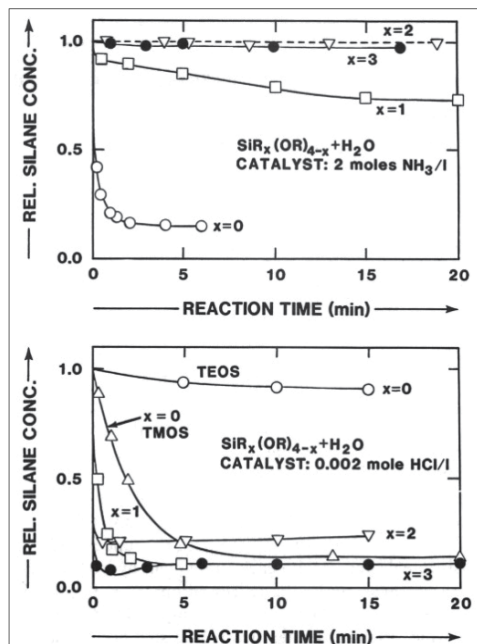 1.0
x=2
x=3
x=1
SiRₓ(OR)₄₋ₓ+H₂O
CATALYST: 2 moles NH₃/l
0.5
x=0
0.0
0 5 10 15 20
REL. SILANE CONC.
REACTION TIME (min)
1.0
TEOS
x=0
x=0
TMOS
SiRₓ(OR)₄₋ₓ+H₂O
CATALYST: 0.002 mole HCl/l
0.5
x=1
x=2
x=3
0.0
0 5 10 15 20
REL. SILANE CONC.
REACTION TIME (min)